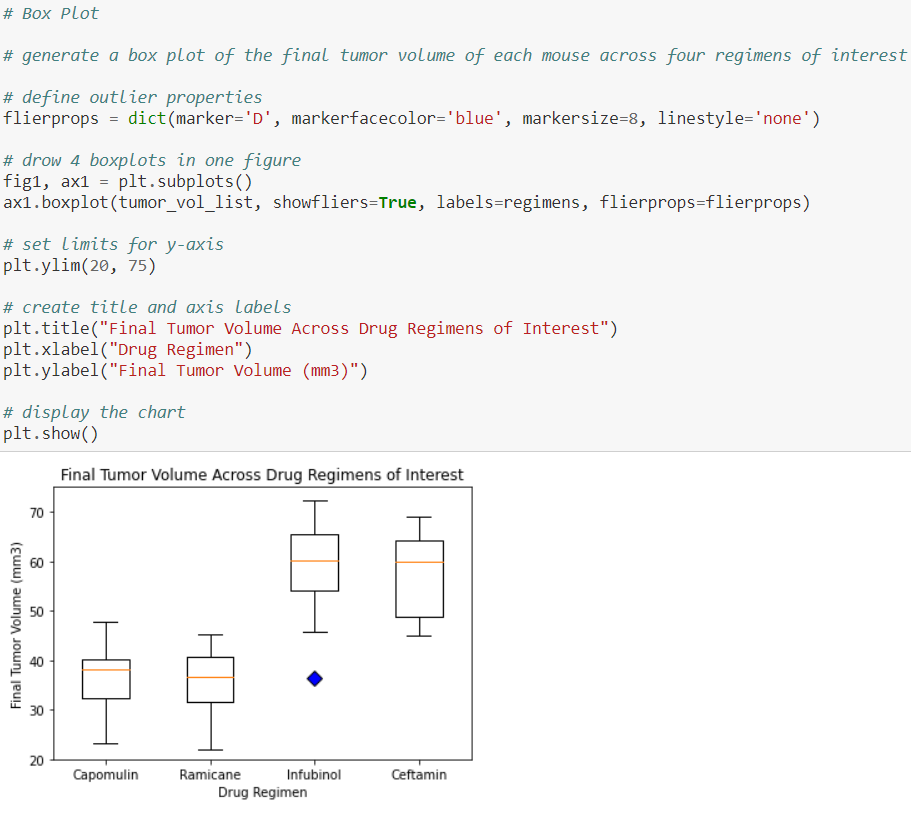 # Box Plot
# generate a box plot of the final tumor volume of each mouse across four regimens of interest
# define outlier properties
flierprops = dict(marker='D', markerfacecolor='blue', markersize=8, linestyle='none')
# drow 4 boxplots in one figure
fig1, ax1 = plt.subplots()
ax1.boxplot(tumor_vol_list, showfliers=True, labels=regimens, flierprops=flierprops)
# set limits for y-axis
plt.ylim(20, 75)
# create title and axis labels
plt.title("Final Tumor Volume Across Drug Regimens of Interest")
plt.xlabel("Drug Regimen")
plt.ylabel("Final Tumor Volume (mm3)")
# display the chart
plt.show()
Final Tumor Volume Across Drug Regimens of Interest
Final Tumor Volume (mm3)
70
60
50
40
30
20
Capomulin Ramicane Infubinol Ceftamin
Drug Regimen